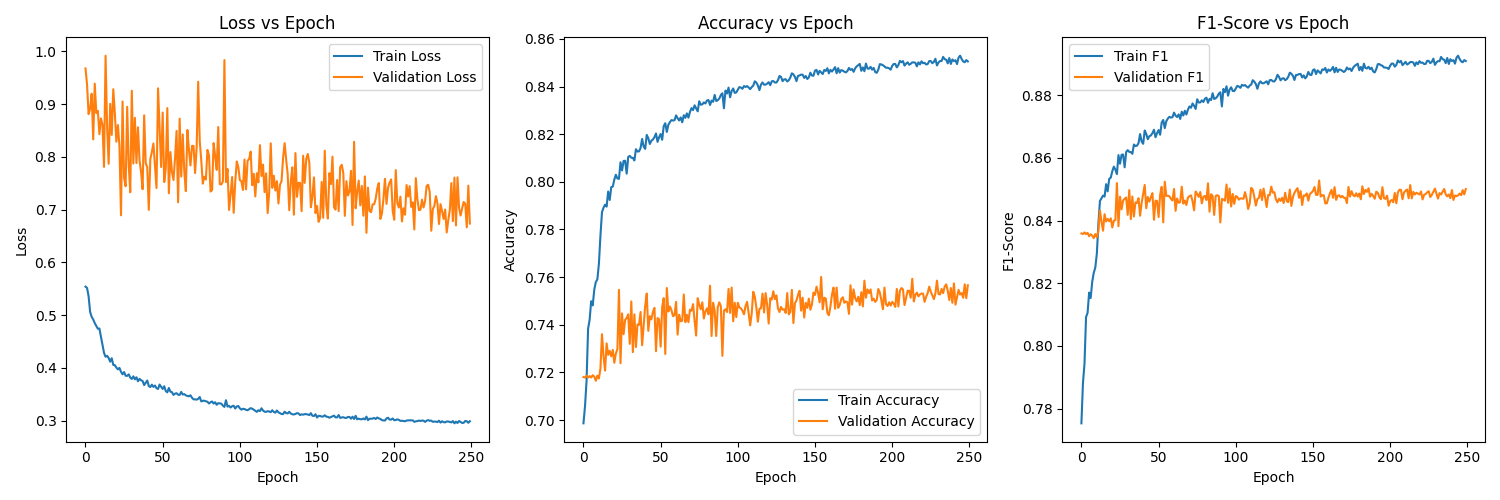 Loss vs Epoch
Loss
1.0
0.9
0.8
0.7
0.6
0.5
0.4
0.3
Train Loss
Validation Loss
0 50 100 150 200 250
Epoch
Accuracy vs Epoch
Accuracy
0.86
0.84
0.82
0.80
0.78
0.76
0.74
0.72
0.70
Train Accuracy
Validation Accuracy
0 50 100 150 200 250
Epoch
F1-Score vs Epoch
F1-Score
Train F1
Validation F1
0.88
0.86
0.84
0.82
0.80
0.78
0 50 100 150 200 250
Epoch